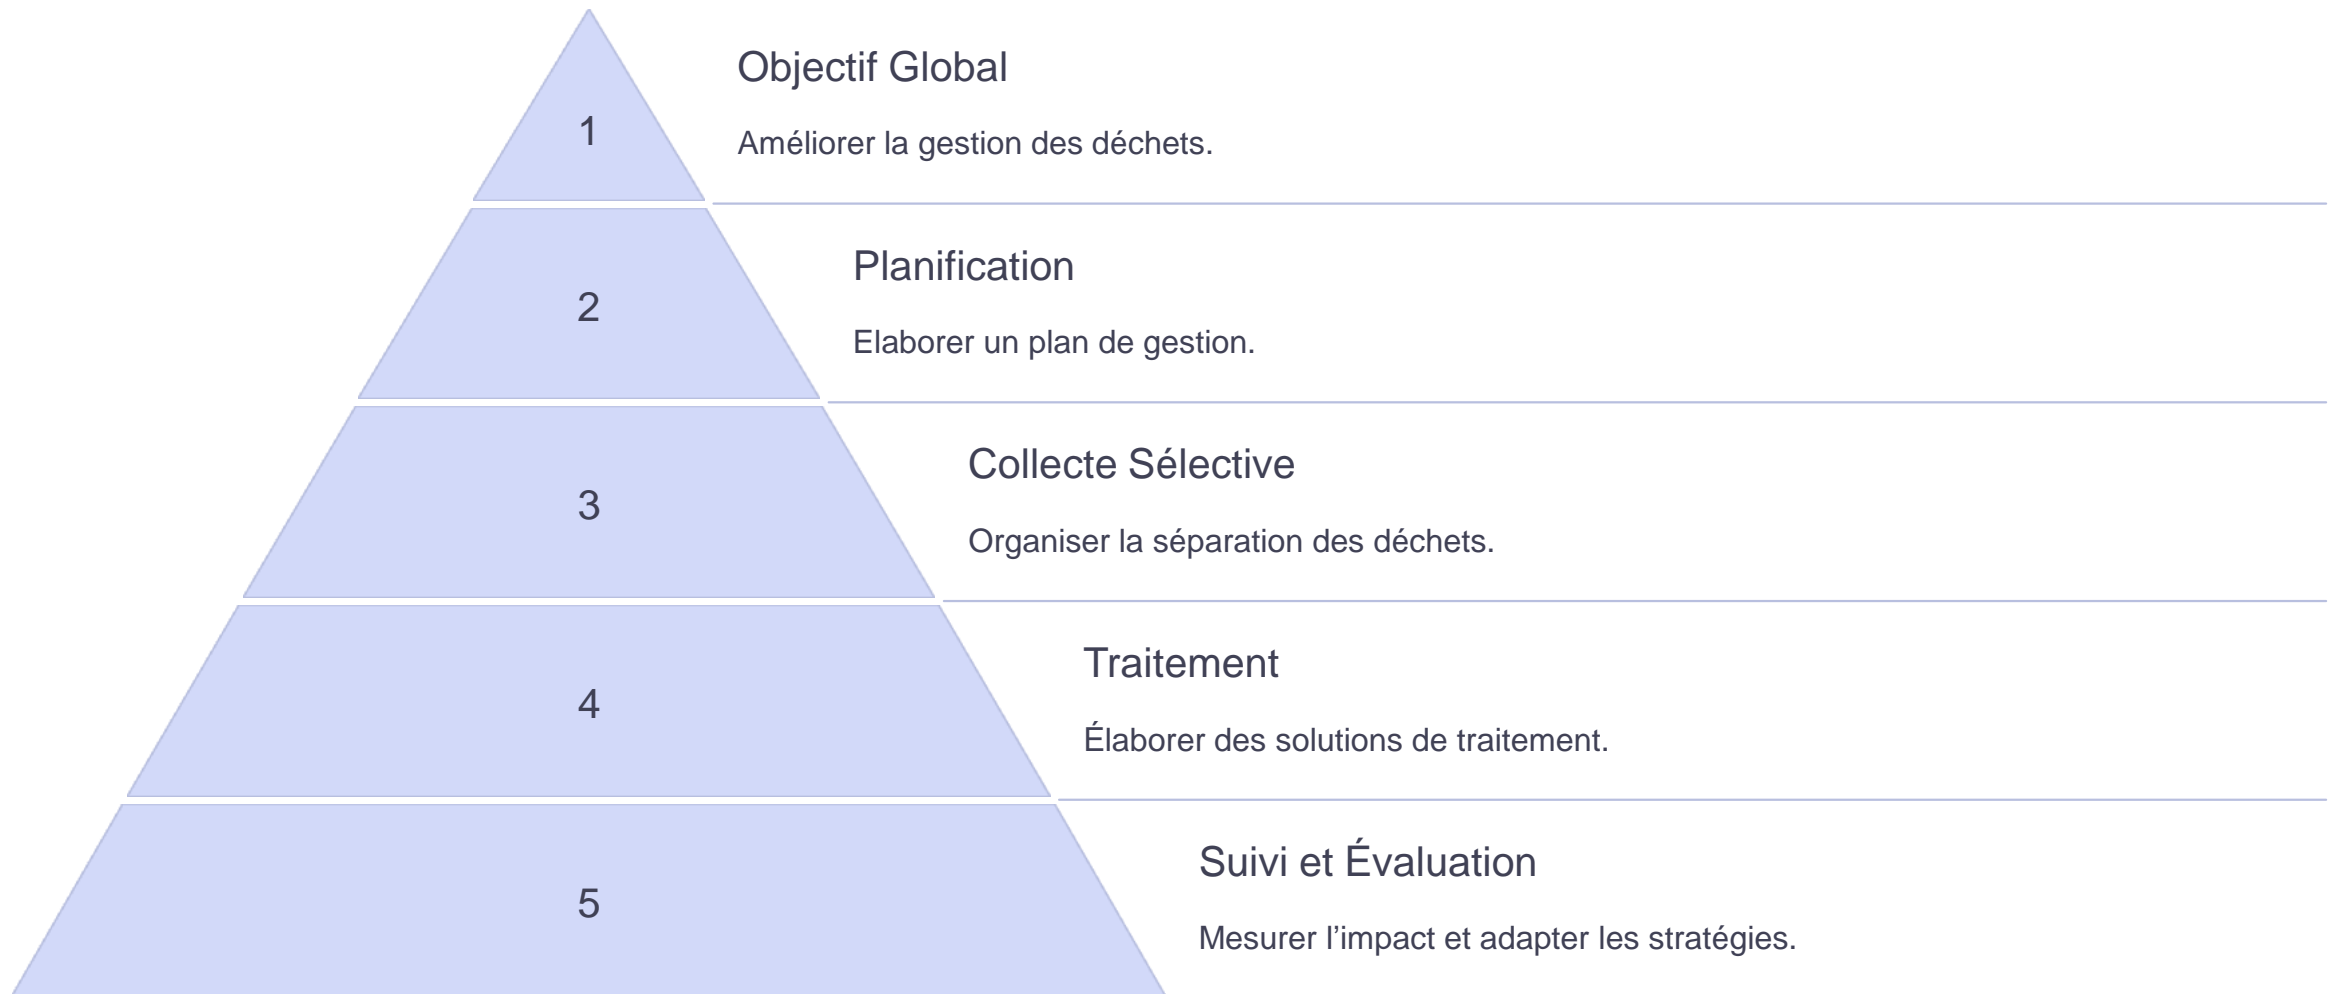 1
Objectif Global
Améliorer la gestion des déchets.
2
Planification
Elaborer un plan de gestion.
3
Collecte Sélective
Organiser la séparation des déchets.
4
Traitement
Élaborer des solutions de traitement.
5
Suivi et Évaluation
Mesurer l’impact et adapter les stratégies.